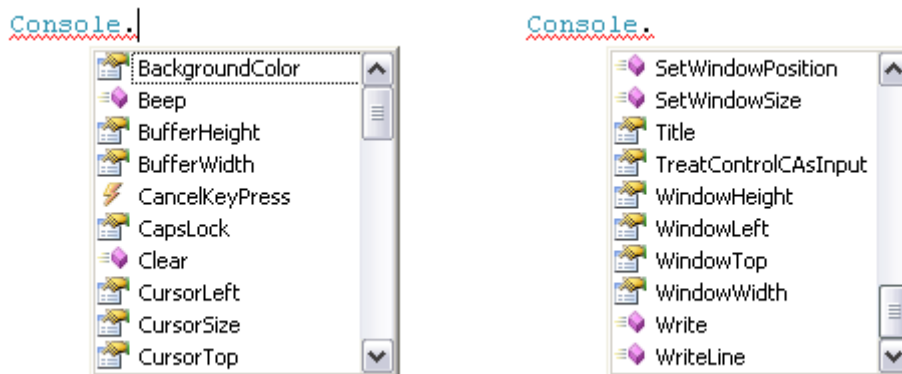 Console.
BackgroundColor
Beep
BufferHeight
BufferWidth
CancelKeyPress
CapsLock
Clear
CursorLeft
CursorSize
CursorTop
Console.
SetWindowPosition
SetWindowSize
Title
TreatControlCAsInput
WindowHeight
WindowLeft
WindowTop
WindowWidth
Write
WriteLine